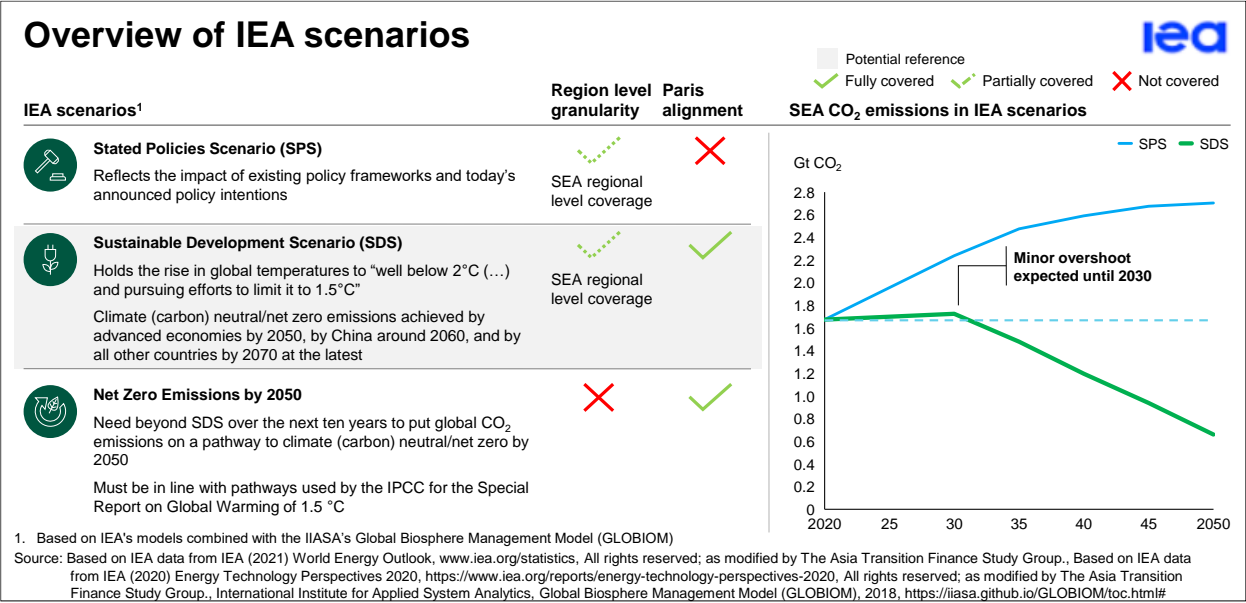 Overview of IEA scenarios
iea
Potential reference
Fully covered
Partially covered
Not covered
IEA scenarios¹
Region level
granularity
Paris
alignment
SEA CO₂ emissions in IEA scenarios
Stated Policies Scenario (SPS)
Reflects the impact of existing policy frameworks and today's
announced policy intentions
SEA regional
level coverage
Sustainable Development Scenario (SDS)
Holds the rise in global temperatures to “well below 2°C (…)
and pursuing efforts to limit it to 1.5°C”
Climate (carbon) neutral/net zero emissions achieved by
advanced economies by 2050, by China around 2060, and by
all other countries by 2070 at the latest
SEA regional
level coverage
Net Zero Emissions by 2050
Need beyond SDS over the next ten years to put global CO₂
emissions on a pathway to climate (carbon) neutral/net zero by
2050
Must be in line with pathways used by the IPCC for the Special
Report on Global Warming of 1.5 °C
SPS
SDS
Gt CO₂
2.8
2.6
2.4
2.2
2.0
1.8
1.6
1.4
1.2
1.0
0.8
0.6
0.4
0.2
0
2020 25 30 35 40 45 2050
Minor overshoot
expected until 2030
1. Based on IEA's models combined with the IIASA's Global Biosphere Management Model (GLOBIOM)
Source: Based on IEA data from IEA (2021) World Energy Outlook, www.iea.org/statistics, All rights reserved; as modified by The Asia Transition Finance Study Group., Based on IEA data
from IEA (2020) Energy Technology Perspectives 2020, https://www.iea.org/reports/energy-technology-perspectives-2020, All rights reserved; as modified by The Asia Transition
Finance Study Group., International Institute for Applied System Analytics, Global Biosphere Management Model (GLOBIOM), 2018, https://iiasa.github.io/GLOBIOM/toc.html#